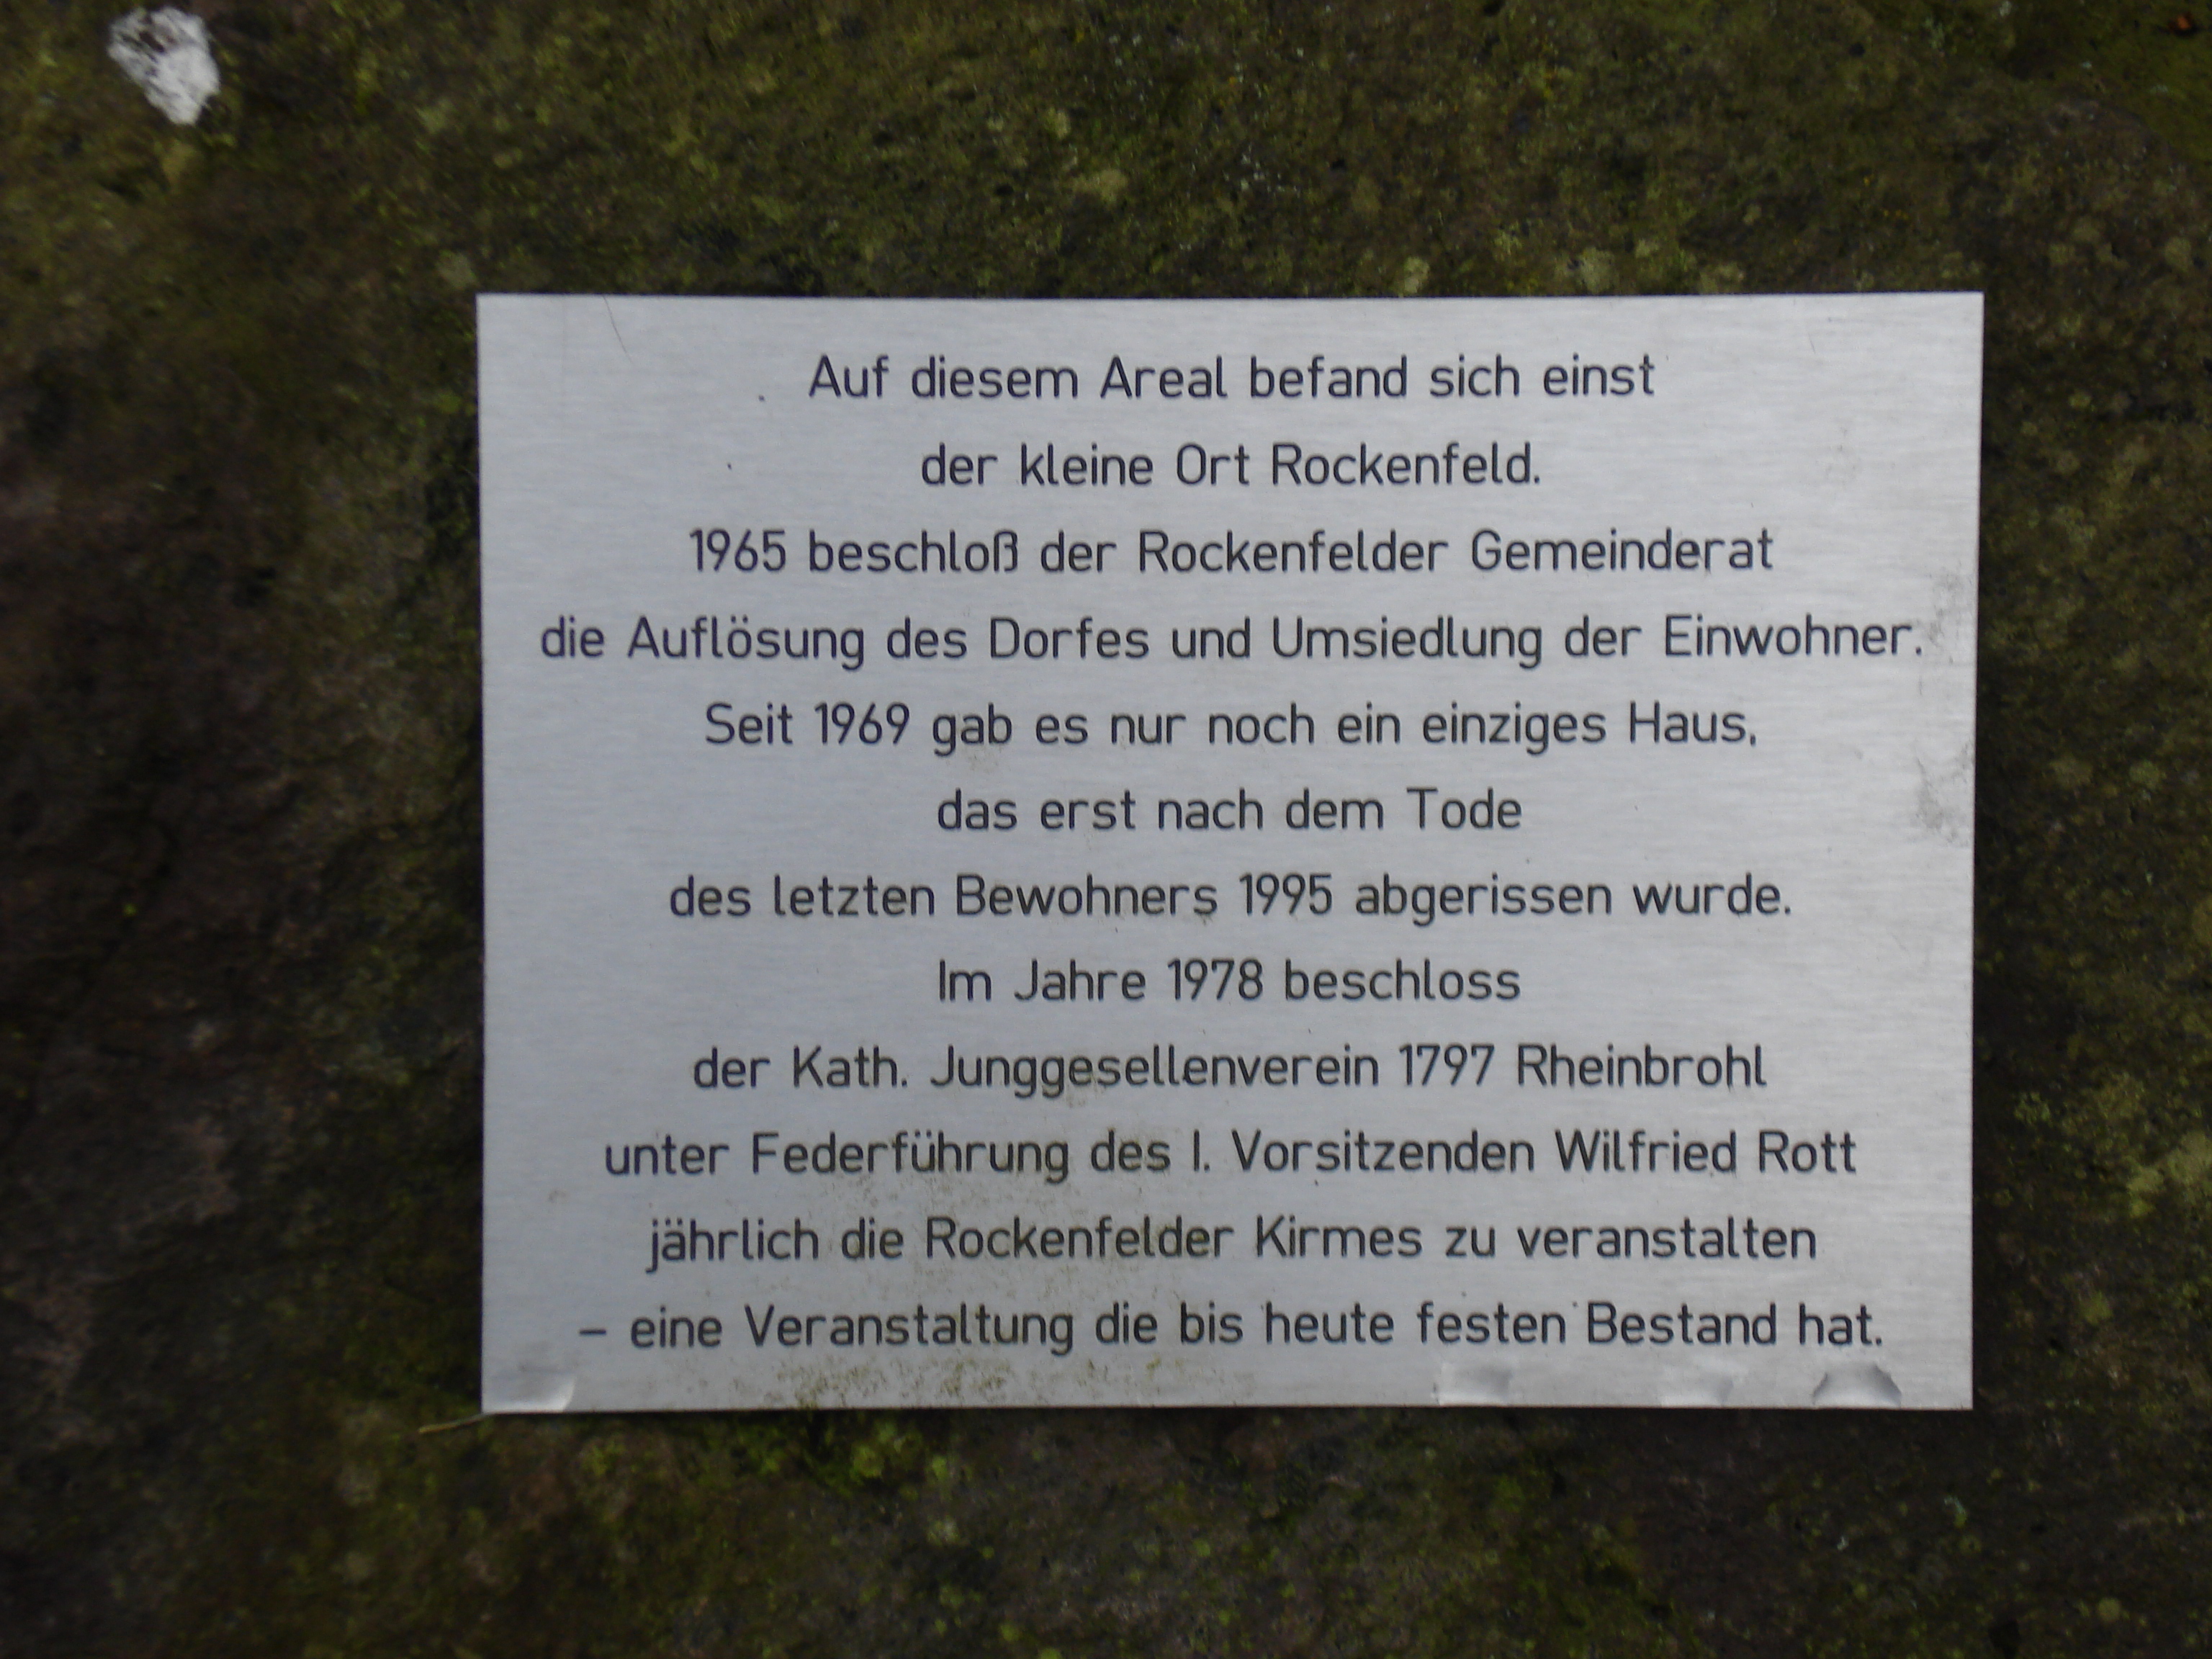 Auf diesem Areal befand sich einst
der kleine Ort Rockenfeld.
1965 beschloß der Rockenfelder Gemeinderat
die Auflösung des Dorfes und Umsiedlung der Einwohner.
Seit 1969 gab es nur noch ein einziges Haus,
das erst nach dem Tode
des letzten Bewohners 1995 abgerissen wurde.
Im Jahre 1978 beschloss
der Kath. Junggesellenverein 1797 Rheinbrohl
unter Federführung des I. Vorsitzenden Wilfried Rott
jährlich die Rockenfelder Kirmes zu veranstalten
– eine Veranstaltung die bis heute festen Bestand hat.